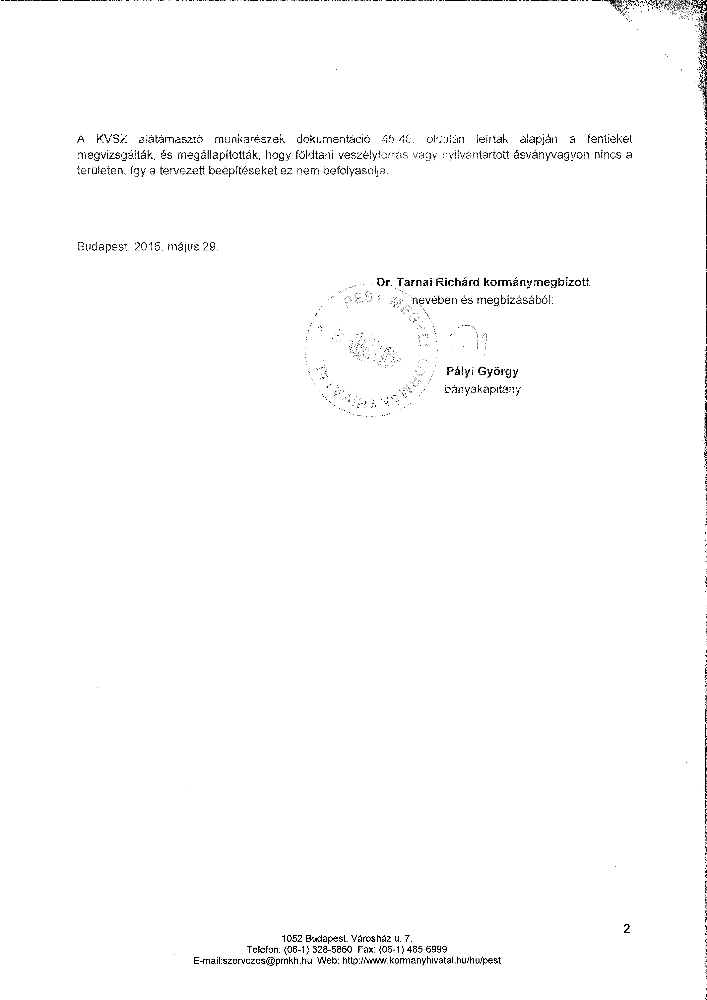 A KVSZ alátámasztó munkarészek dokumentáció 45-46. oldalán leírtak alapján a fentieket
megvizsgálták, és megállapították, hogy földtani veszélyforrás vagy nyilvántartott ásványvagyon nincs a
területen, így a tervezett beépítéseket ez nem befolyásolja.
Budapest, 2015. május 29.
Dr. Tarnai Richárd kormánymegbízott
nevében és megbízásából:
PEST MEGYEI KORMÁNYHIVATAL *
70.
Pályi György
bányakapitány
2
1052 Budapest, Városház u. 7.
Telefon: (06-1) 328-5860 Fax: (06-1) 485-6999
E-mail:szervezes@pmkh.hu Web: http://www.kormanyhivatal.hu/hu/pest